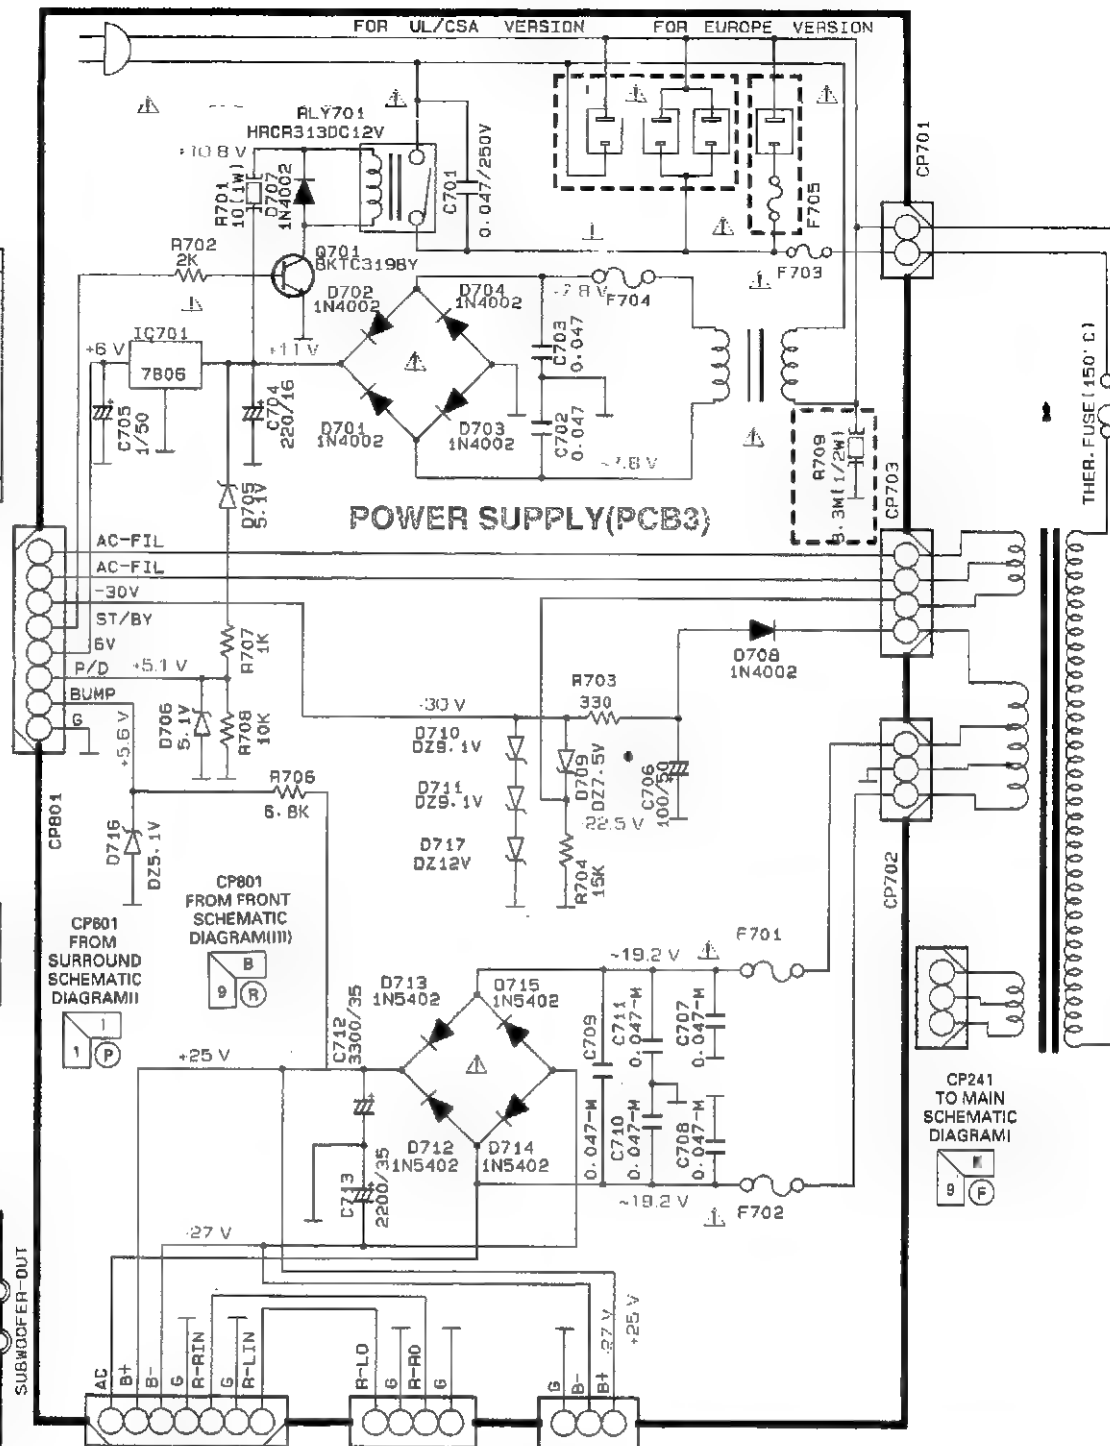 FOR UL/CSA VERSION
FOR EUROPE VERSION
RLY701
HRCR313DC12V
+10.8 V
R701
10(1W)
D707
1N4002
C701
0.047/250V
F705
CP701
R702
2K
Q701
8KTC3198Y
F703
D702
1N4002
D704
1N4002
~7.8 V
F704
IC701
7806
+6 V
+11 V
C705
1/50
C704
220/16
D701
1N4002
D703
1N4002
C703
0.047
C702
0.047
~7.8 V
R709
3.3M(1/2W)
CP703
THER. FUSE(150°C)
D705
5.1V
POWER SUPPLY(PCB3)
AC-FIL
AC-FIL
-30V
ST/BY
6V
P/D
+5.1 V
BUMP
G
R707
1K
D706
5.1V
R708
10K
+5.6 V
D708
1N4002
R703
330
-30 V
D710
DZ9.1V
D711
DZ9.1V
D717
DZ12V
D709
DZ7.5V
C706
100/50
-22.5 V
R704
15K
R706
6.8K
CP801
D716
DZ5.1V
CP702
CP801
FROM FRONT
SCHEMATIC
DIAGRAM(III)
B
9
R
CP601
FROM
SURROUND
SCHEMATIC
DIAGRAMII
1
1
P
F701
~19.2 V
D713
1N5402
D715
1N5402
C712
3300/35
C709
0.047-M
C711
0.047-M
C707
0.047-M
+25 V
D712
1N5402
D714
1N5402
C710
0.047-M
C708
0.047-M
C713
2200/35
~19.2 V
F702
-27 V
CP241
TO MAIN
SCHEMATIC
DIAGRAMI
K
9
F
SUBWOOFER-OUT
AC
B+
B-
G
R-RIN
G
R-LIN
R-LO
G
R-RO
G
G
B-
B+
-27 V
+25 V